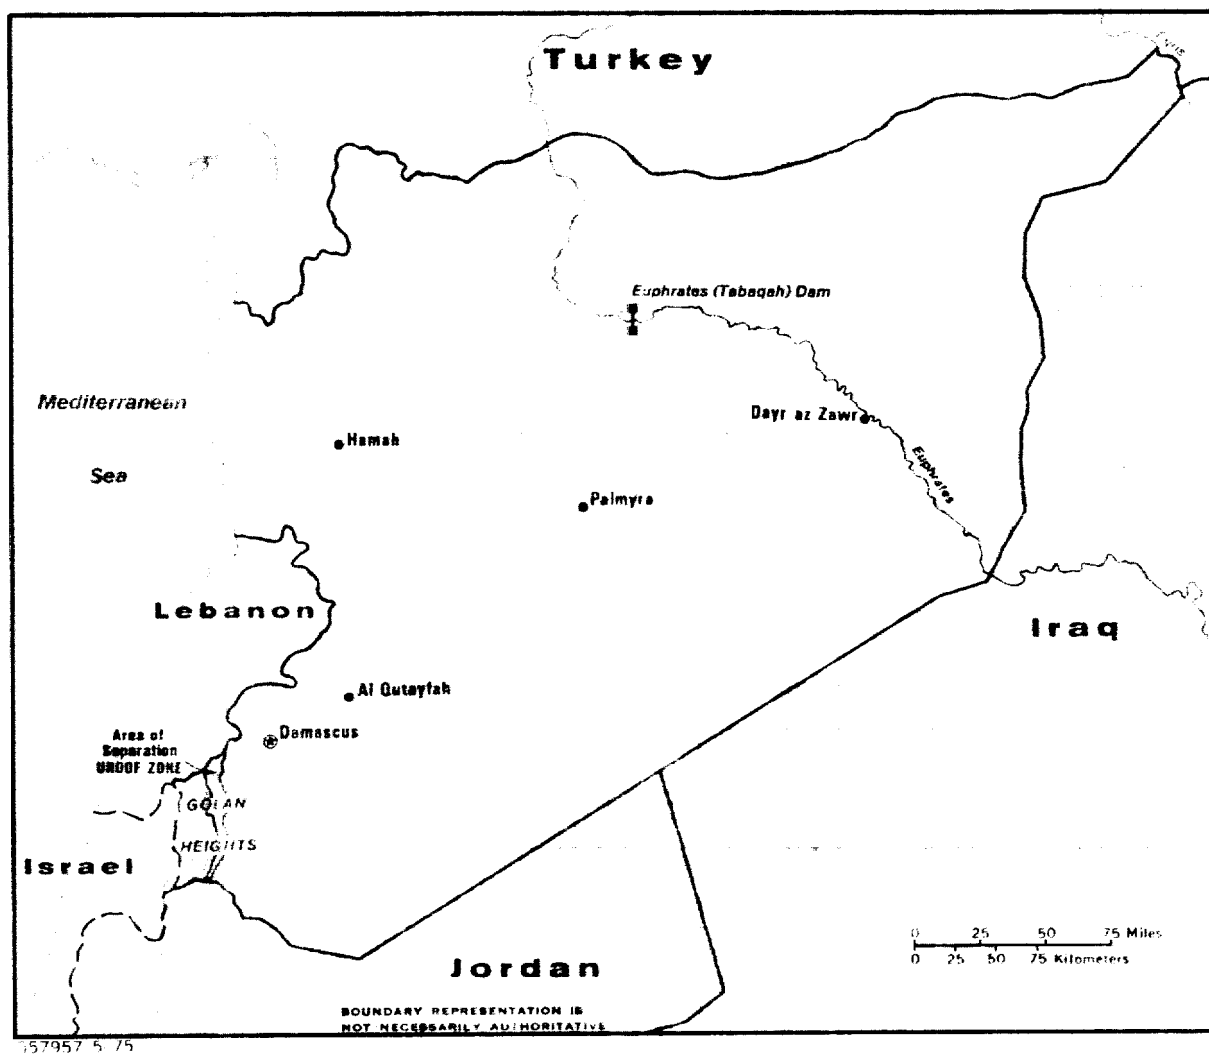 Turkey
Euphrates (Tabaqah) Dam
Mediterranean
Sea
Dayr az Zawr
Hamah
Euphrates
Palmyra
Lebanon
Iraq
Al Qutayfah
Damascus
Area of
Separation
UNDOF ZONE
GOLAN
HEIGHTS
Israel
0 25 50 75 Miles
0 25 50 75 Kilometers
Jordan
BOUNDARY REPRESENTATION IS
NOT NECESSARILY AUTHORITATIVE
557957 5 75